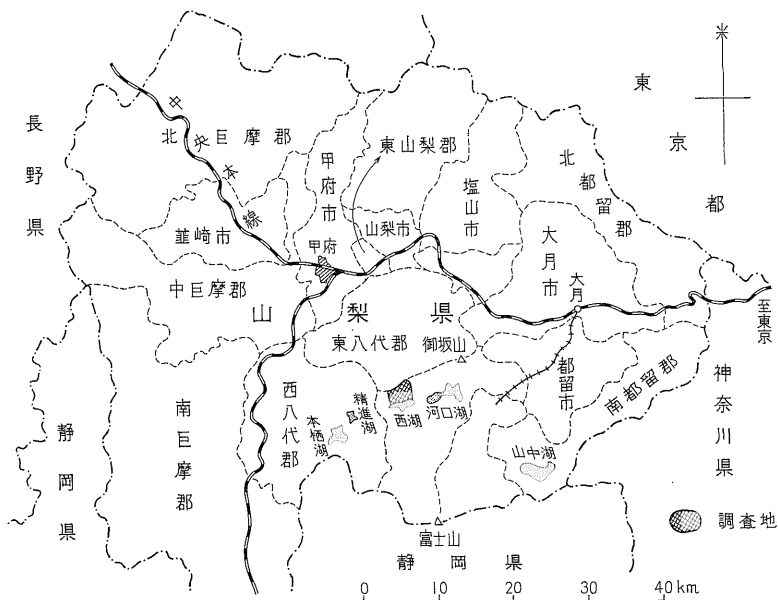 長野県
東京都
中央本線
北巨摩郡
甲府市
東山梨郡
塩山市
北都留郡
韮崎市
山梨市
大月市
甲府
大月
中巨摩郡
山梨県
至東京
東八代郡
御坂山
都留市
南都留郡
神奈川県
静岡県
南巨摩郡
西八代郡
本栖湖
精進湖
西湖
河口湖
山中湖
調査地
富士山
静岡県
0 10 20 30 40km